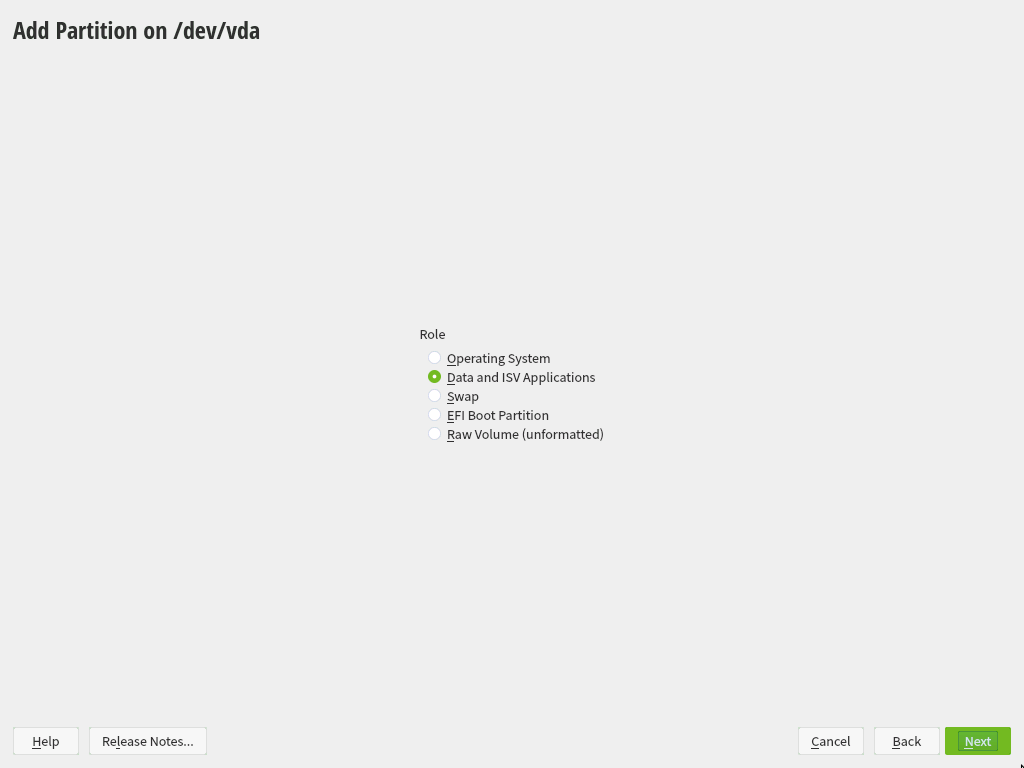 Add Partition on /dev/vda
Role
Operating System
Data and ISV Applications
Swap
EFI Boot Partition
Raw Volume (unformatted)
Help
Release Notes...
Cancel
Back
Next